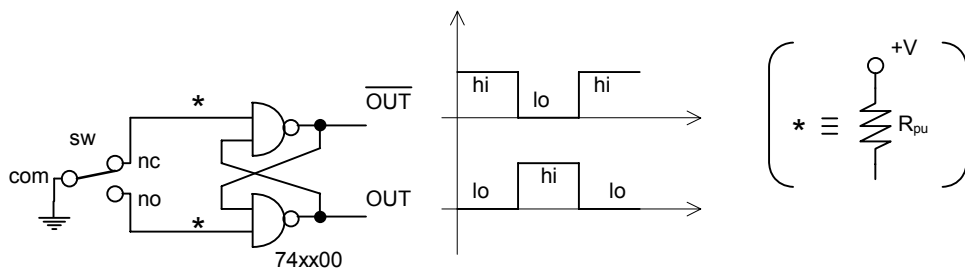 * OUT
sw
com nc
no
* OUT
74xx00
hi lo hi
lo hi lo
+V
* ≡ Rpu